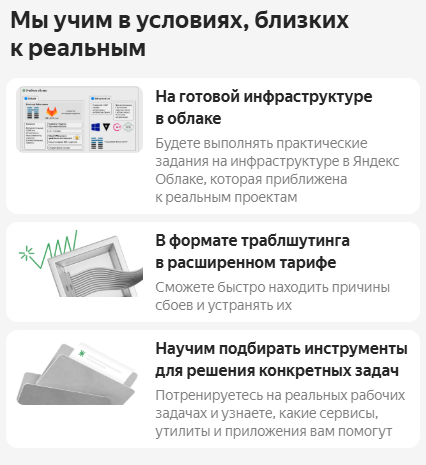 Мы учим в условиях, близких
к реальным
На готовой инфраструктуре
в облаке
Будете выполнять практические
задания на инфраструктуре в Яндекс
Облаке, которая приближена
к реальным проектам
В формате траблшутинга
в расширенном тарифе
Сможете быстро находить причины
сбоев и устранять их
Научим подбирать инструменты
для решения конкретных задач
Потренируетесь на реальных рабочих
задачах и узнаете, какие сервисы,
утилиты и приложения вам помогут